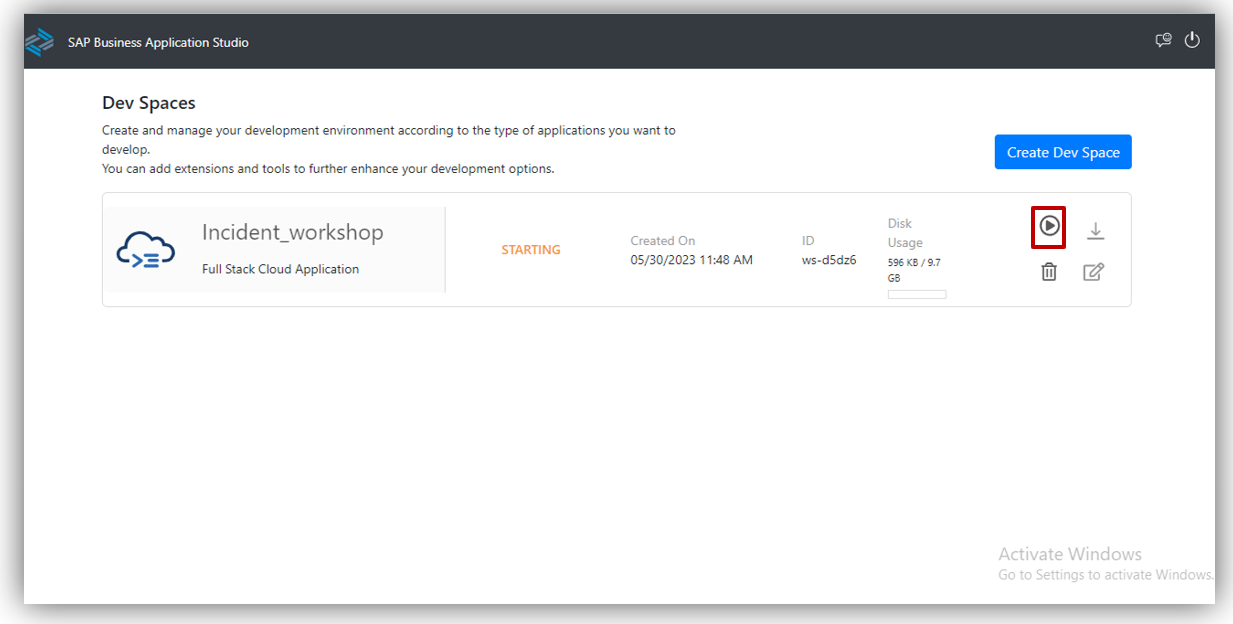 SAP Business Application Studio
Dev Spaces
Create and manage your development environment according to the type of applications you want to
develop.
You can add extensions and tools to further enhance your development options.
Create Dev Space
Incident_workshop
Full Stack Cloud Application
STARTING
Created On
05/30/2023 11:48 AM
ID
ws-d5dz6
Disk
Usage
596 KB / 9.7
GB
Activate Windows
Go to Settings to activate Windows.